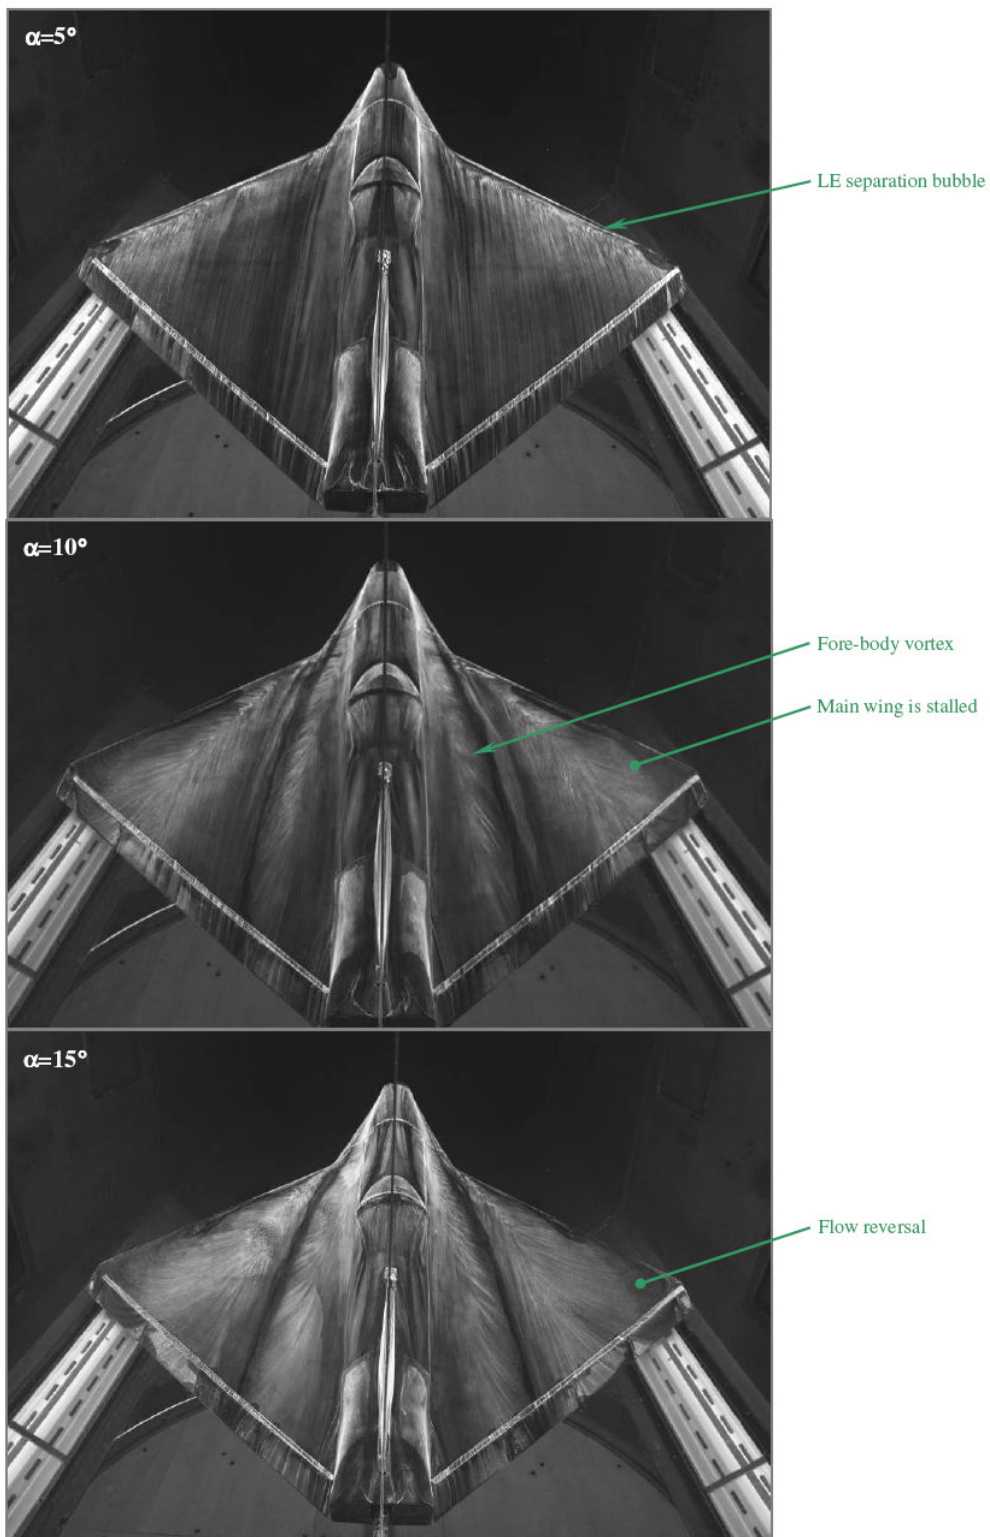 α=5°
LE separation bubble
α=10°
Fore-body vortex
Main wing is stalled
α=15°
Flow reversal